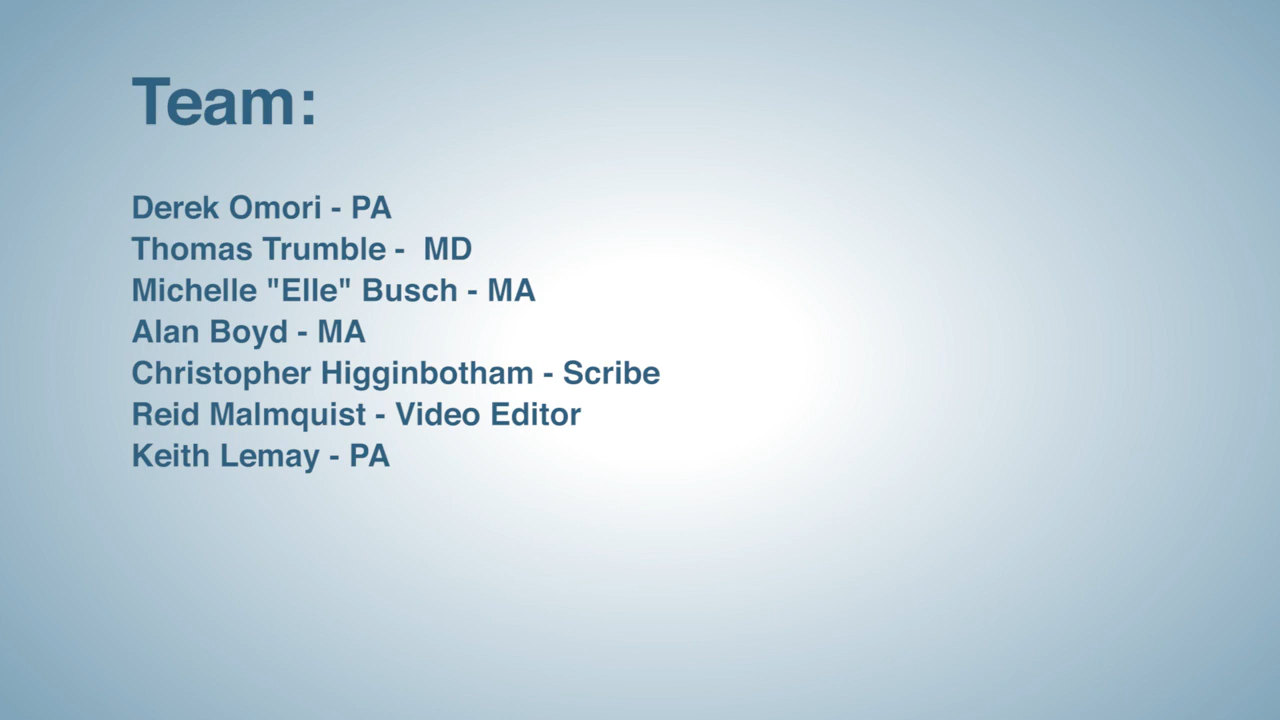 Team:
Derek Omori - PA
Thomas Trumble -  MD
Michelle "Elle" Busch - MA
Alan Boyd - MA
Christopher Higginbotham - Scribe
Reid Malmquist - Video Editor
Keith Lemay - PA